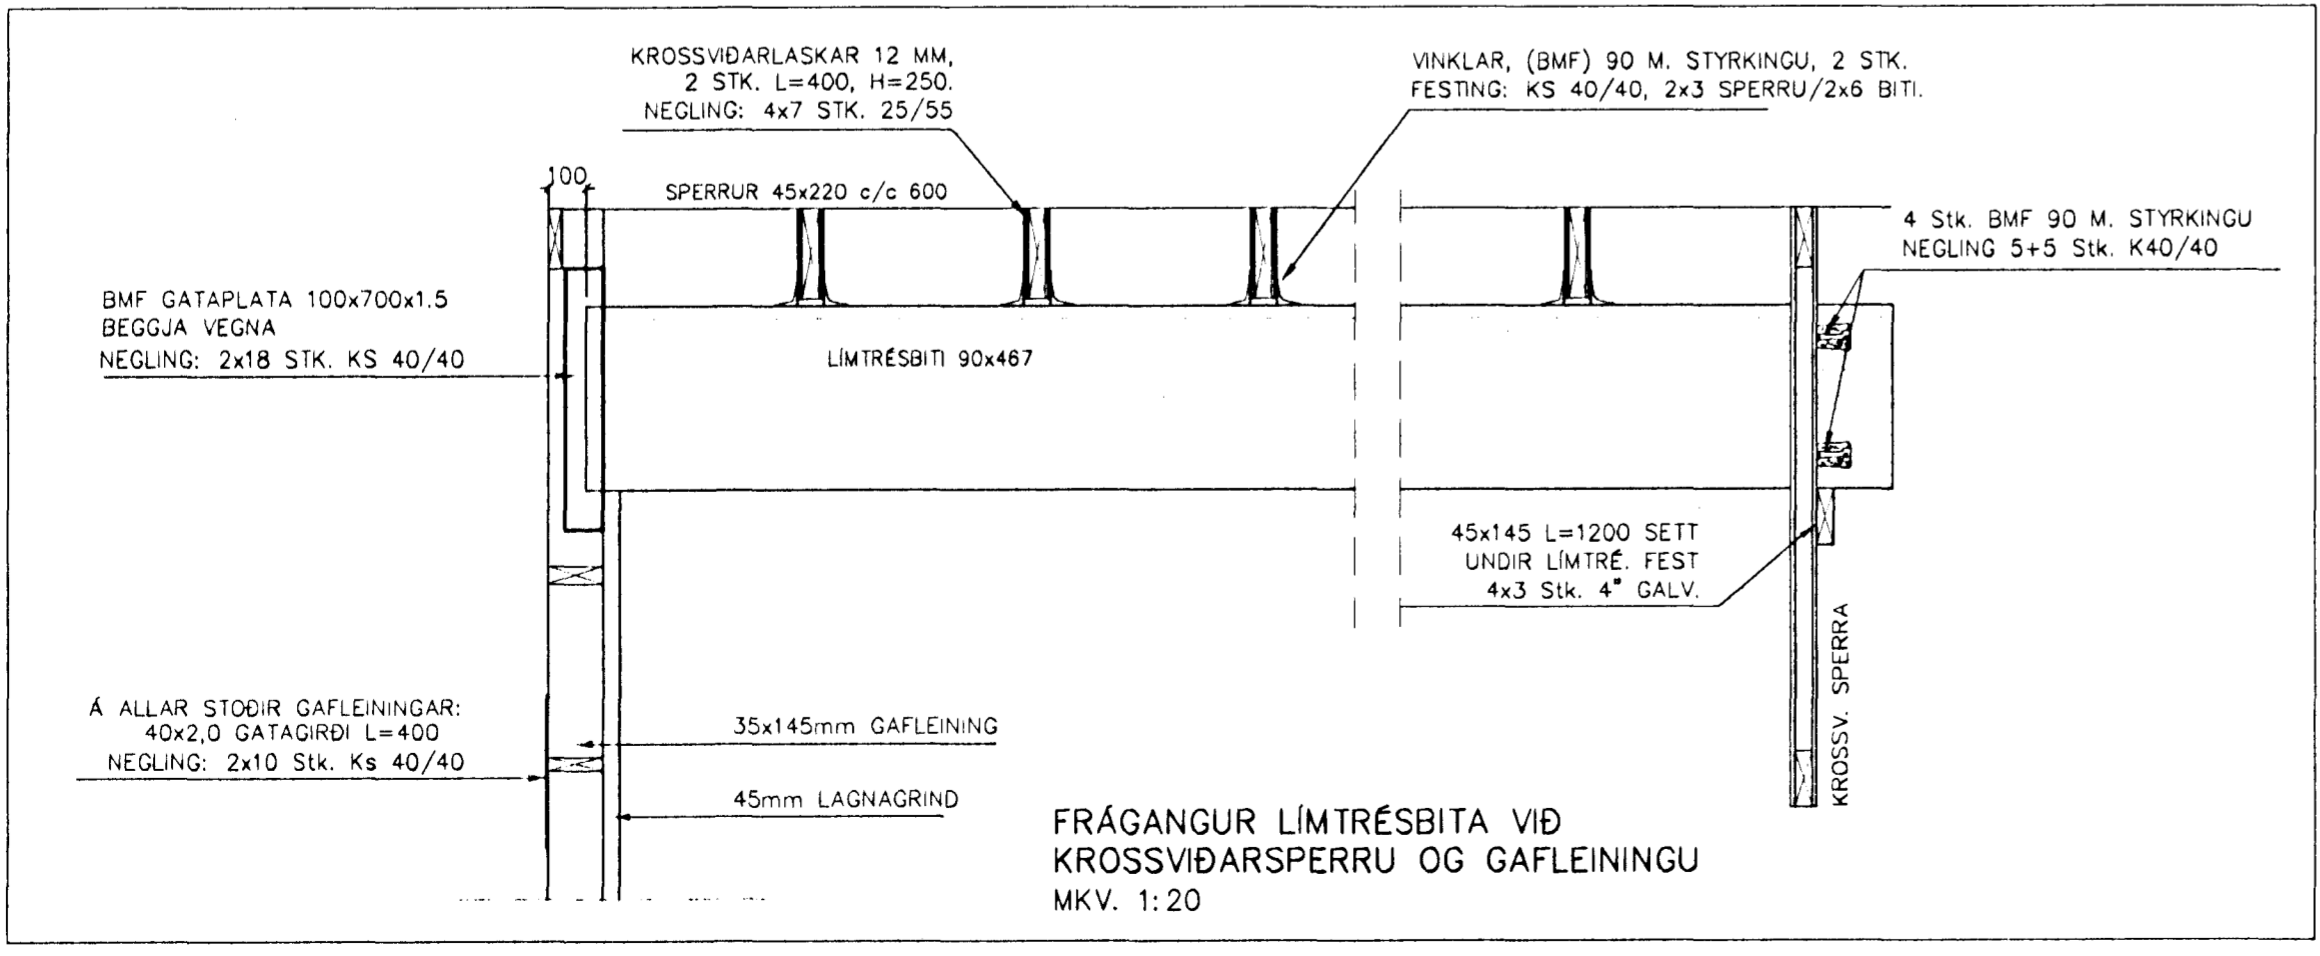 KROSSVIÐARLASKAR 12 MM,
2 STK. L=400, H=250.
NEGLING: 4x7 STK. 25/55
VINKLAR, (BMF) 90 M. STYRKINGU, 2 STK.
FESTING: KS 40/40, 2x3 SPERRU/2x6 BITI.
100
SPERRUR 45x220 c/c 600
4 Stk. BMF 90 M. STYRKINGU
NEGLING 5+5 Stk. K40/40
BMF GATAPLATA 100x700x1.5
BEGGJA VEGNA
NEGLING: 2x18 STK. KS 40/40
LÍMTRÉSBITI 90x467
45x145 L=1200 SETT
UNDIR LÍMTRÉ. FEST
4x3 Stk. 4" GALV.
KROSSV. SPERRA
Á ALLAR STOÐIR GAFLEININGAR:
40x2,0 GATAGIRÐI L=400
NEGLING: 2x10 Stk. Ks 40/40
35x145mm GAFLEINING
45mm LAGNAGRIND
FRÁGANGUR LÍMTRÉSBITA VIÐ
KROSSVIÐARSPERRU OG GAFLEININGU
MKV. 1:20